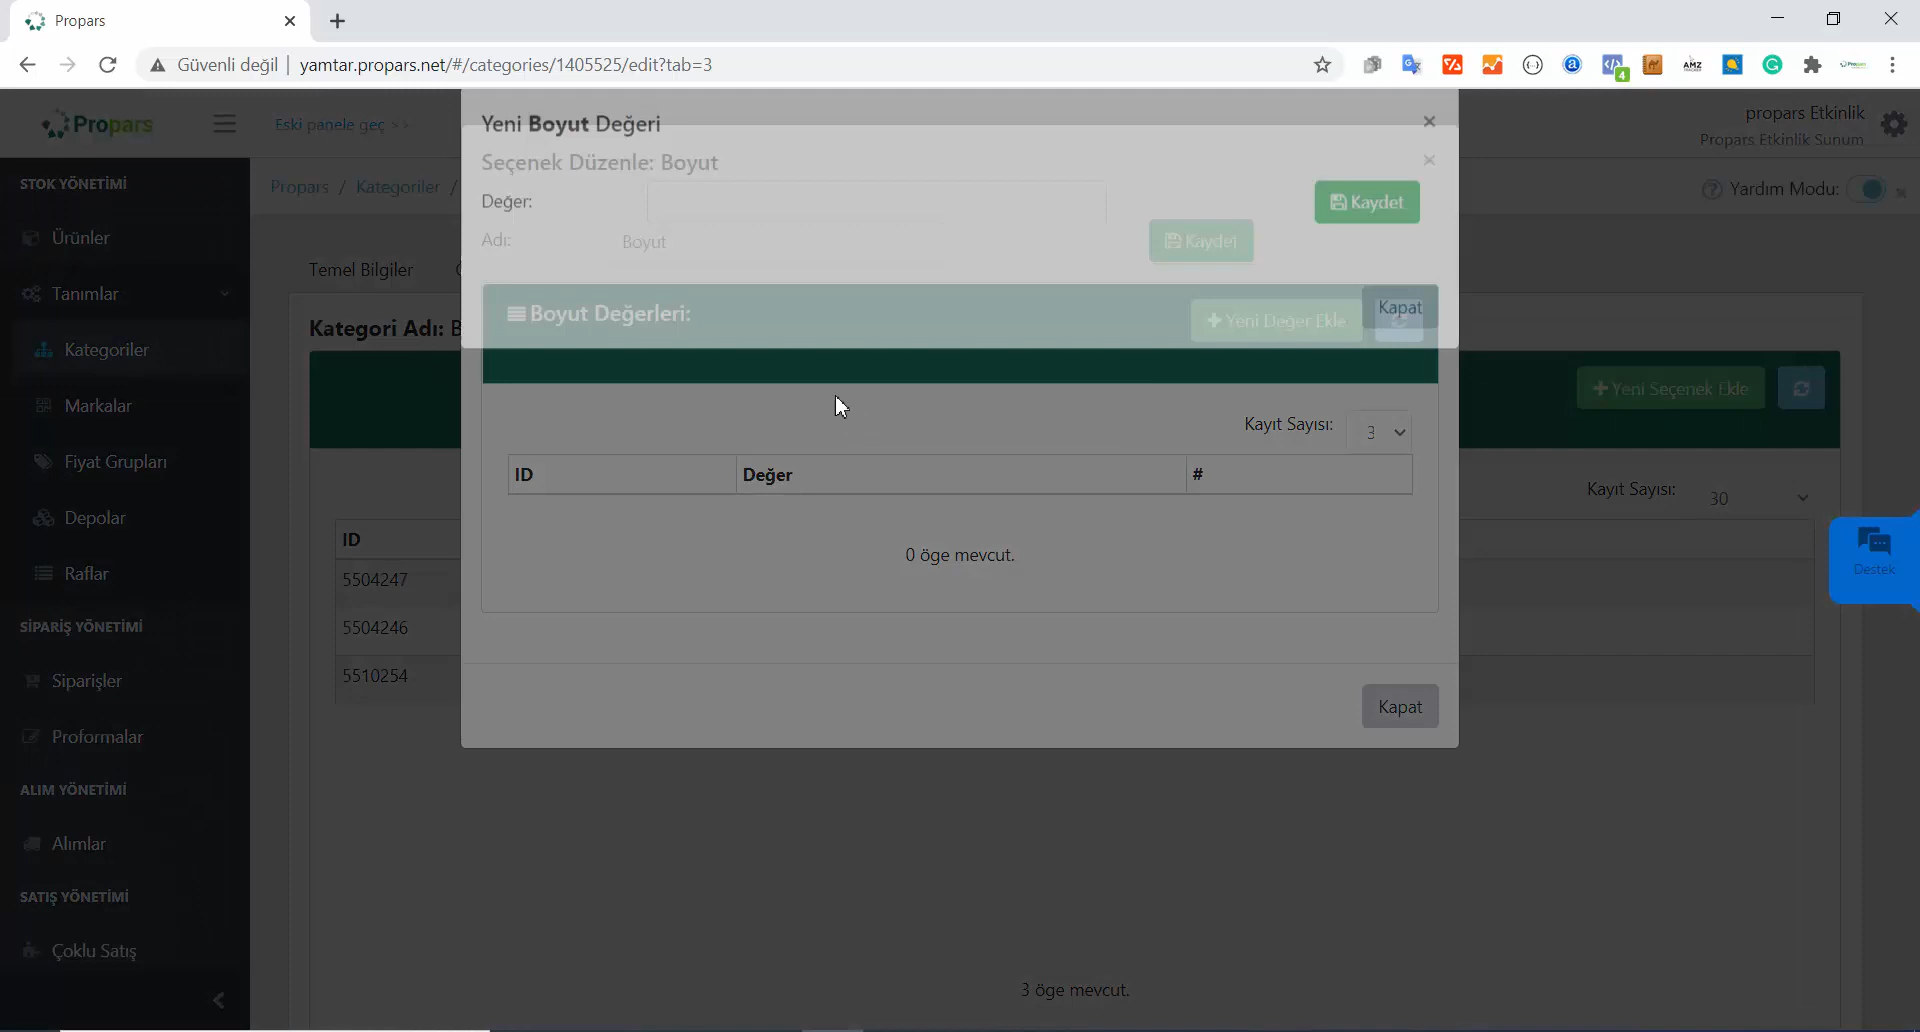 Propars
Güvenli değil
yamtar.propars.net/#/categories/1405525/edit?tab=3
4
AMZ
Propars
Eski panele geç >>
propars Etkinlik
Propars Etkinlik Sunum
Propars / Kategoriler /
Yardım Modu:
STOK YÖNETİMİ
Ürünler
Tanımlar
Kategoriler
Markalar
Fiyat Grupları
Depolar
Raflar
SİPARİŞ YÖNETİMİ
Siparişler
Proformalar
ALIM YÖNETİMİ
Alımlar
SATIŞ YÖNETİMİ
Çoklu Satış
Temel Bilgiler
Kategori Adı:
Yeni Seçenek Ekle
Kayıt Sayısı: 30
ID
5504247
5504246
5510254
3 öge mevcut.
Yeni Boyut Değeri
Değer:
Kaydet
Kapat
Seçenek Düzenle: Boyut
Adı: Boyut
Kaydet
Boyut Değerleri:
Yeni Değer Ekle
Kayıt Sayısı: 3
ID Değer #
0 öge mevcut.
Kapat
Destek